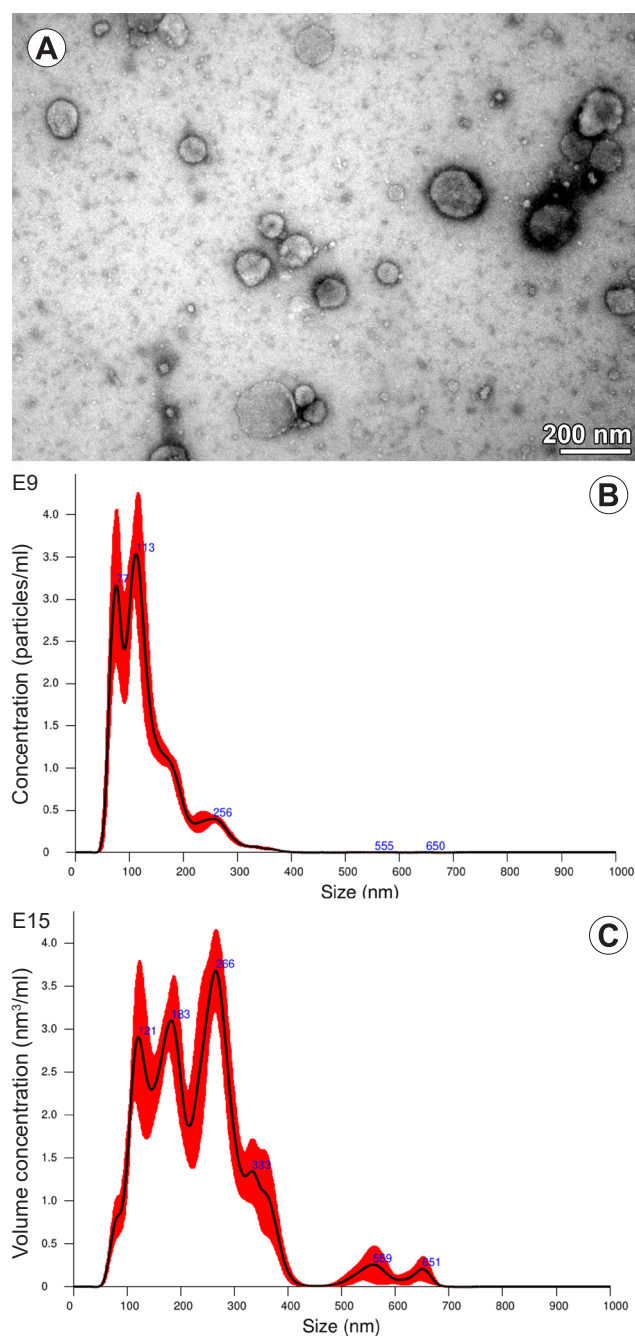 A
200 nm
E9
B
4.0
3.5
3.0
2.5
2.0
1.5
1.0
0.5
0
77
113
256
555
650
0 100 200 300 400 500 600 700 800 900 1000
Concentration (particles/ml)
Size (nm)
E15
C
4.0
3.5
3.0
2.5
2.0
1.5
1.0
0.5
0
121
183
266
333
559
651
0 100 200 300 400 500 600 700 800 900 1000
Volume concentration (nm³/ml)
Size (nm)